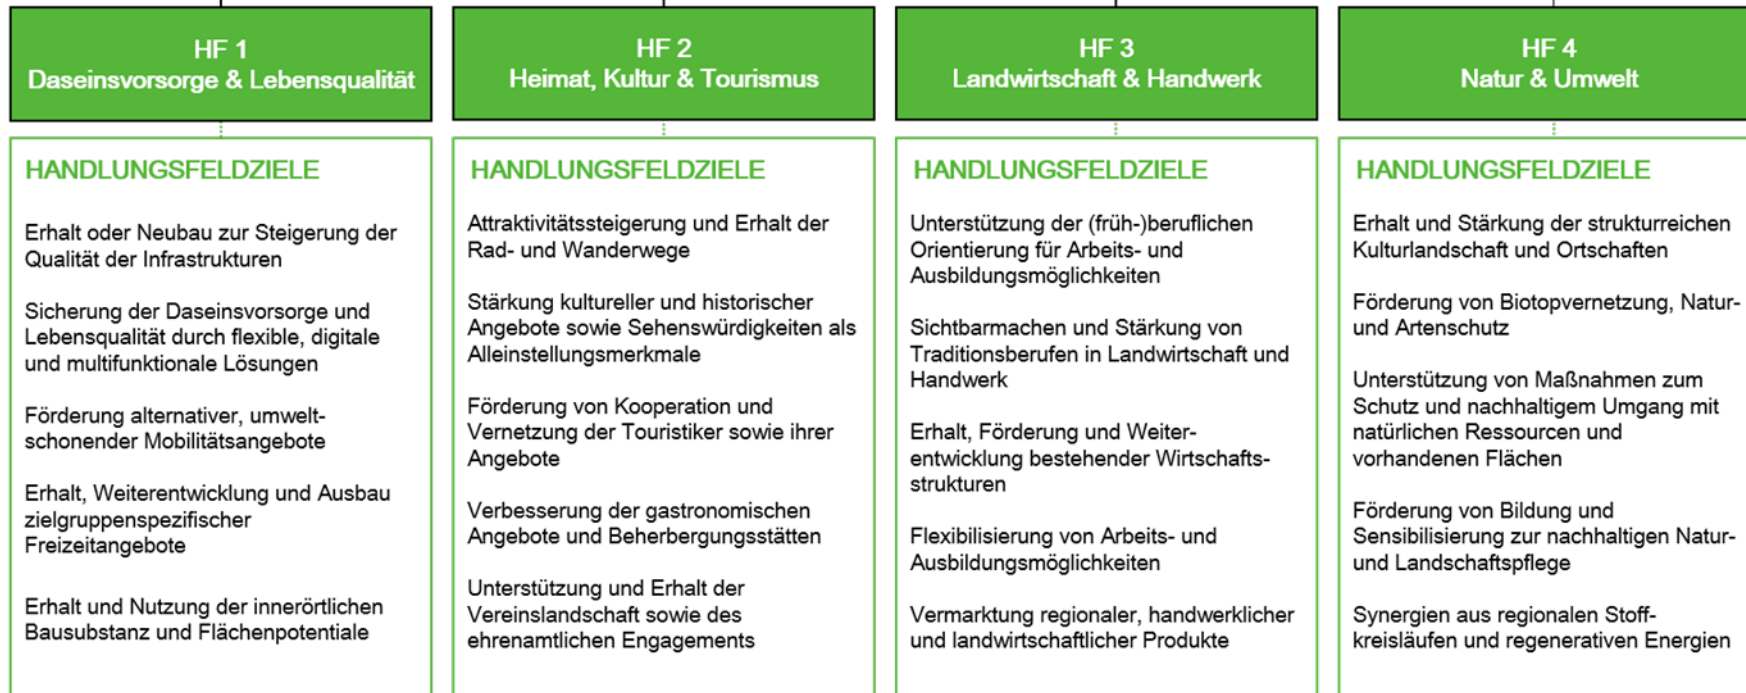 HF 1
Daseinsvorsorge & Lebensqualität
HANDLUNGSFELDZIELE
Erhalt oder Neubau zur Steigerung der
Qualität der Infrastrukturen
Sicherung der Daseinsvorsorge und
Lebensqualität durch flexible, digitale
und multifunktionale Lösungen
Förderung alternativer, umwelt-
schonender Mobilitätsangebote
Erhalt, Weiterentwicklung und Ausbau
zielgruppenspezifischer
Freizeitangebote
Erhalt und Nutzung der innerörtlichen
Bausubstanz und Flächenpotentiale
HF 2
Heimat, Kultur & Tourismus
HANDLUNGSFELDZIELE
Attraktivitätssteigerung und Erhalt der
Rad- und Wanderwege
Stärkung kultureller und historischer
Angebote sowie Sehenswürdigkeiten als
Alleinstellungsmerkmale
Förderung von Kooperation und
Vernetzung der Touristiker sowie ihrer
Angebote
Verbesserung der gastronomischen
Angebote und Beherbergungsstätten
Unterstützung und Erhalt der
Vereinslandschaft sowie des
ehrenamtlichen Engagements
HF 3
Landwirtschaft & Handwerk
HANDLUNGSFELDZIELE
Unterstützung der (früh-)beruflichen
Orientierung für Arbeits- und
Ausbildungsmöglichkeiten
Sichtbarmachen und Stärkung von
Traditionsberufen in Landwirtschaft und
Handwerk
Erhalt, Förderung und Weiter-
entwicklung bestehender Wirtschafts-
strukturen
Flexibilisierung von Arbeits- und
Ausbildungsmöglichkeiten
Vermarktung regionaler, handwerklicher
und landwirtschaftlicher Produkte
HF 4
Natur & Umwelt
HANDLUNGSFELDZIELE
Erhalt und Stärkung der strukturreichen
Kulturlandschaft und Ortschaften
Förderung von Biotopvernetzung, Natur-
und Artenschutz
Unterstützung von Maßnahmen zum
Schutz und nachhaltigem Umgang mit
natürlichen Ressourcen und
vorhandenen Flächen
Förderung von Bildung und
Sensibilisierung zur nachhaltigen Natur-
und Landschaftspflege
Synergien aus regionalen Stoff-
kreisläufen und regenerativen Energien